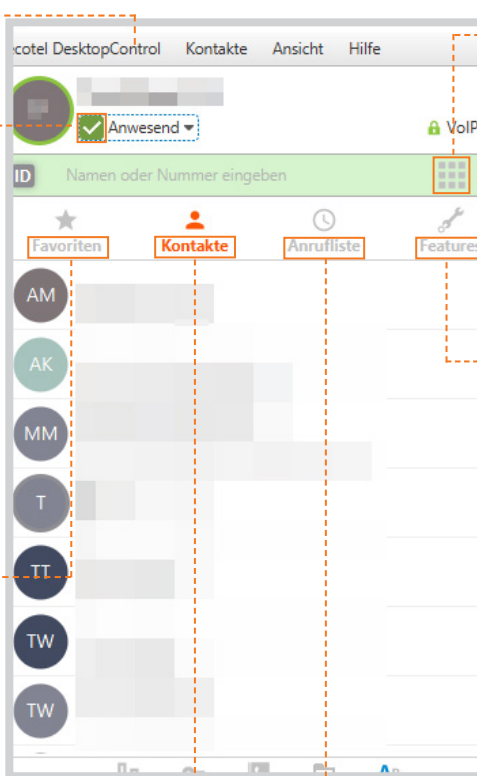 ecotel DesktopControl Kontakte Ansicht Hilfe
Anwesend
VoIP
ID Namen oder Nummer eingeben
Favoriten Kontakte Anrufliste Features
AM
AK
MM
T
TT
TW
TW